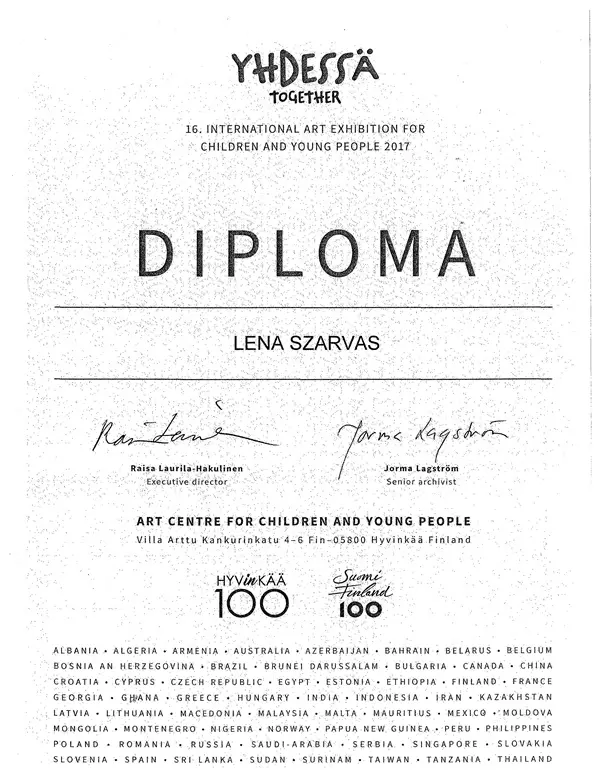 YHDESSÄ
TOGETHER
16. INTERNATIONAL ART EXHIBITION FOR
CHILDREN AND YOUNG PEOPLE 2017
DIPLOMA
LENA SZARVAS
Jorma Lagström
Raisa Laurila-Hakulinen Jorma Lagström
Executive director Senior archivist
ART CENTRE FOR CHILDREN AND YOUNG PEOPLE
Villa Arttu Kankurinkatu 4–6 Fin–05800 Hyvinkää Finland
HYVinKÄÄ Suomi
100 Finland
100
ALBANIA • ALGERIA • ARMENIA • AUSTRALIA • AZERBAIJAN • BAHRAIN • BELARUS • BELGIUM
BOSNIA AN HERZEGOVINA • BRAZIL • BRUNEI DARUSSALAM • BULGARIA • CANADA • CHINA
CROATIA • CYPRUS • CZECH REPUBLIC • EGYPT • ESTONIA • ETHIOPIA • FINLAND • FRANCE
GEORGIA • GHANA • GREECE • HUNGARY • INDIA • INDONESIA • IRAN • KAZAKHSTAN
LATVIA • LITHUANIA • MACEDONIA • MALAYSIA • MALTA • MAURITIUS • MEXICO • MOLDOVA
MONGOLIA • MONTENEGRO • NIGERIA • NORWAY • PAPUA NEW GUINEA • PERU • PHILIPPINES
POLAND • ROMANIA • RUSSIA • SAUDI-ARABIA • SERBIA • SINGAPORE • SLOVAKIA
SLOVENIA • SPAIN • SRI LANKA • SUDAN • SURINAM • TAIWAN • TANZANIA • THAILAND